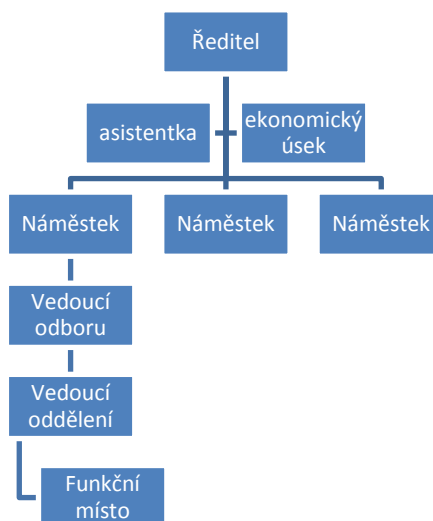 Ředitel
asistentka
ekonomický
úsek
Náměstek
Náměstek
Náměstek
Vedoucí
odboru
Vedoucí
oddělení
Funkční
místo